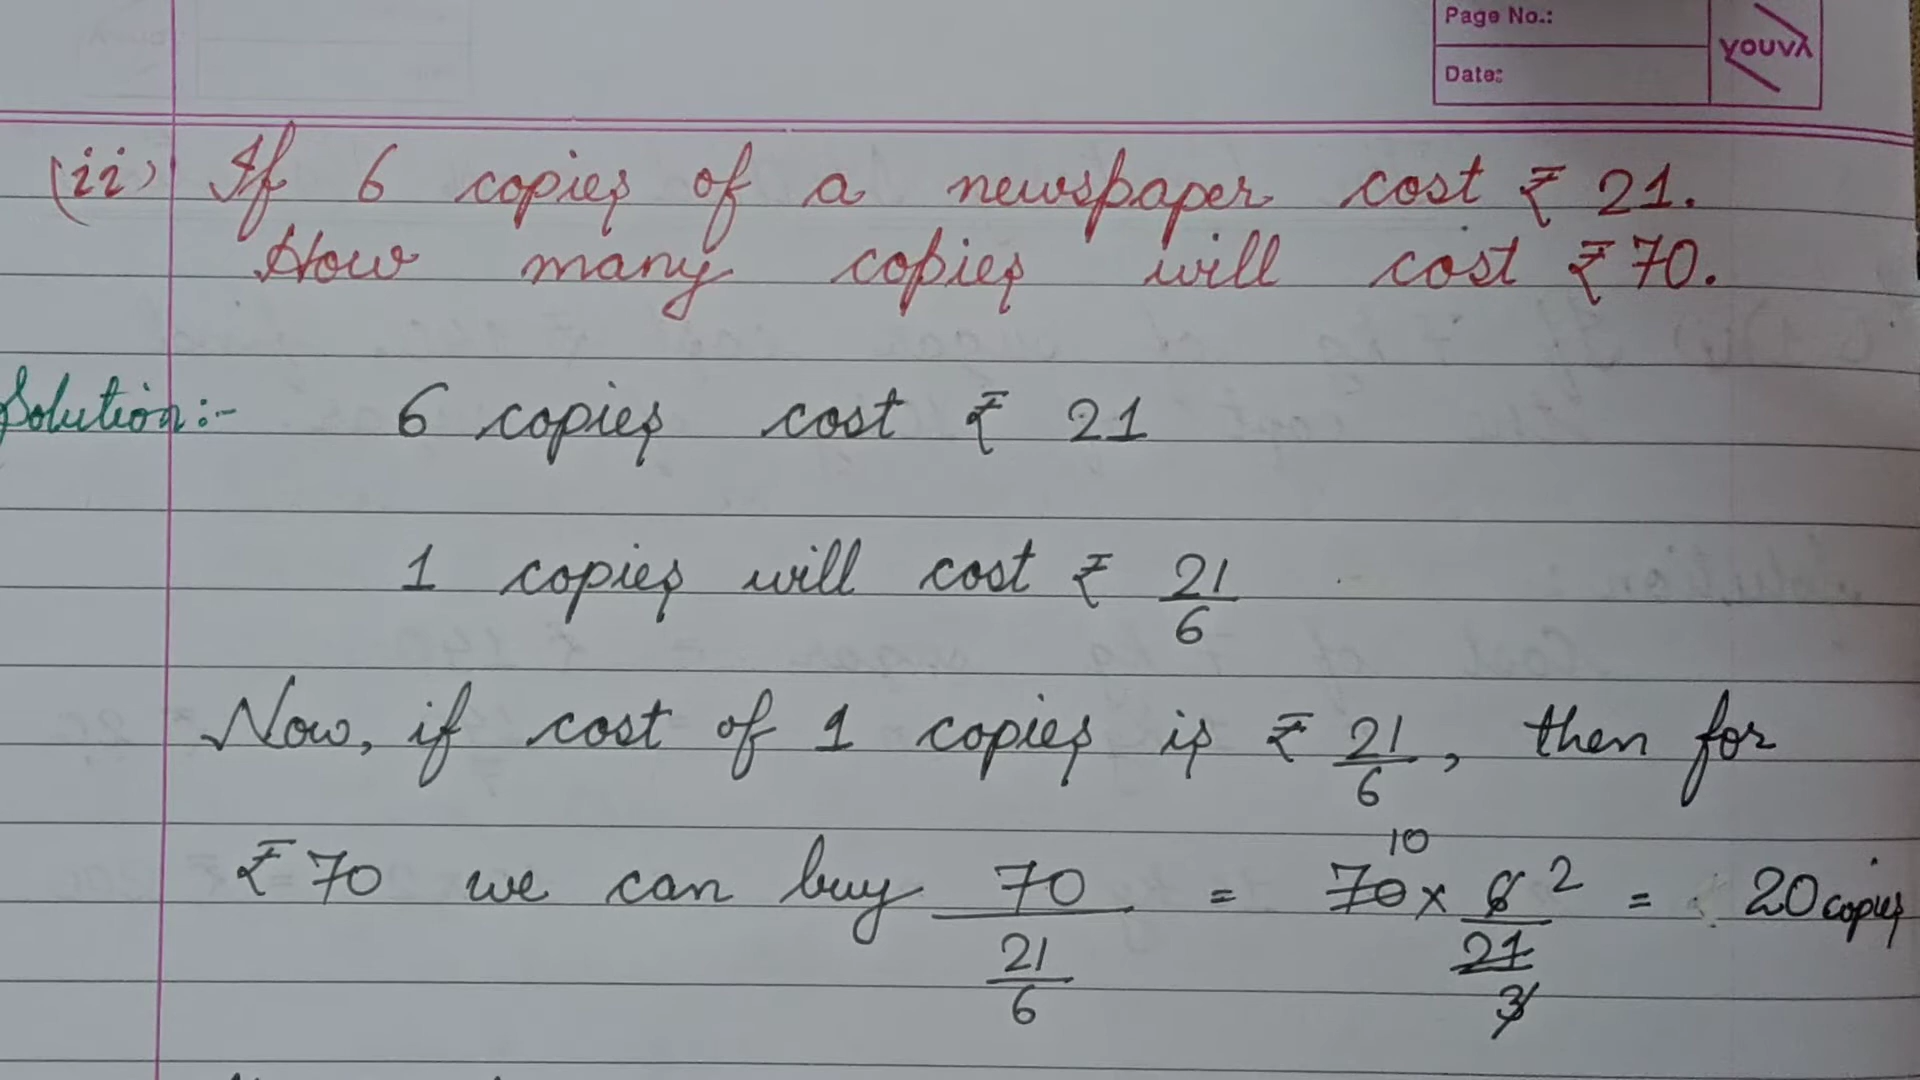 Page No.:
Date:
YOUVA
(ii) If 6 copies of a newspaper cost ₹ 21.
How many copies will cost ₹ 70.
Solution:- 6 copies cost ₹ 21
1 copies will cost ₹ 21/6
Now, if cost of 1 copies is ₹ 21/6, then for
₹ 70 we can buy 70/(21/6) = 70 10 × 6 2/21 3 = 20 copies